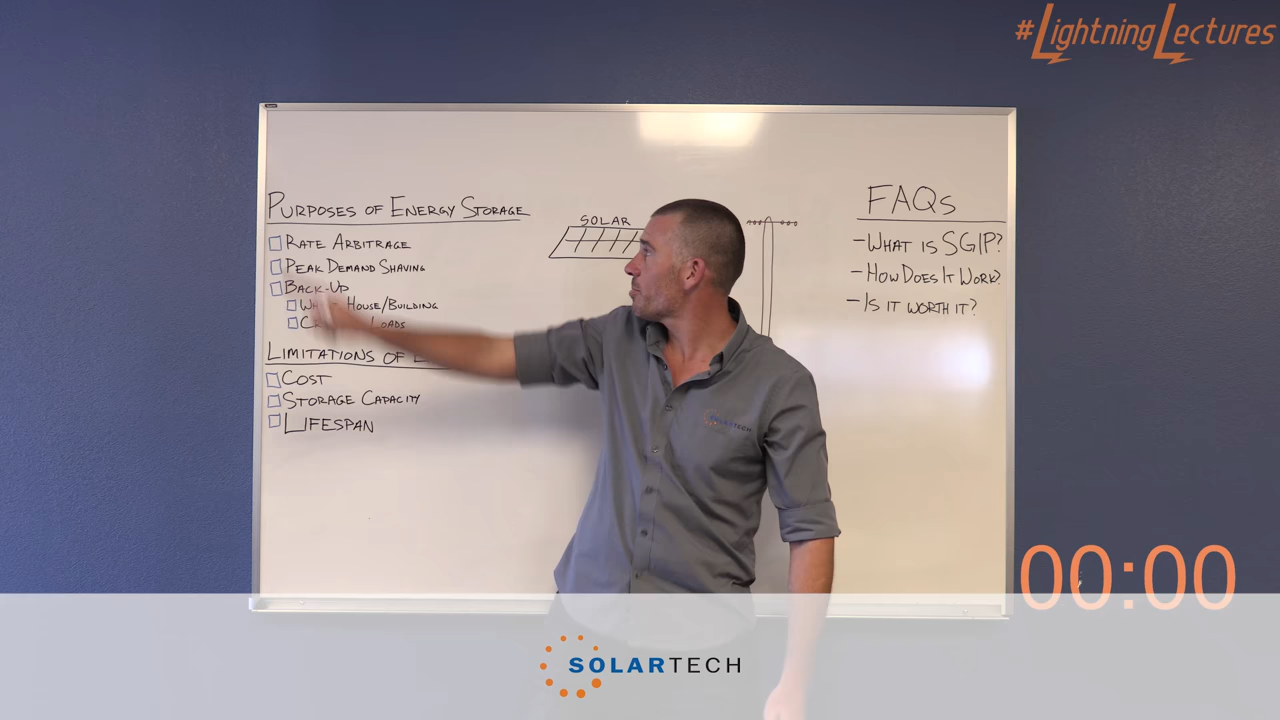 #LightningLectures
PURPOSES OF ENERGY STORAGE
RATE ARBITRAGE
PEAK DEMAND SHAVING
BACK-UP
HOUSE/BUILDING
LOADS
LIMITATIONS OF
COST
STORAGE CAPACITY
LIFESPAN
SOLAR
FAQs
-WHAT IS SGIP?
-HOW DOES IT WORK?
-IS IT WORTH IT?
SOLARTECH
00:00
SOLARTECH